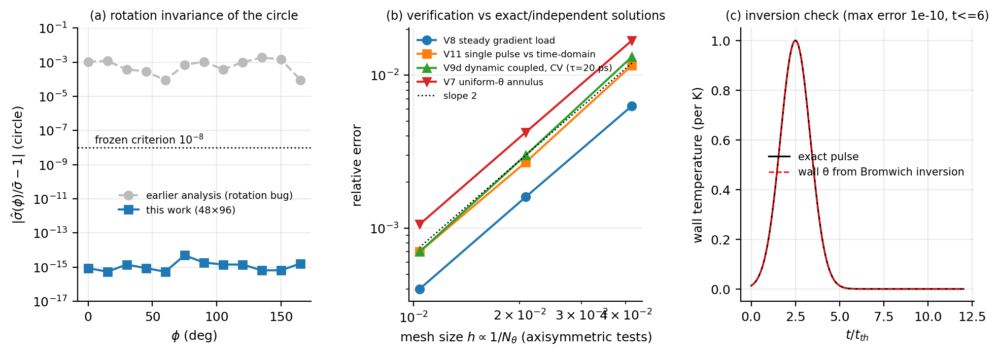 (a) rotation invariance of the circle
10⁻¹
10⁻³
10⁻⁵
10⁻⁷
10⁻⁹
10⁻¹¹
10⁻¹³
10⁻¹⁵
10⁻¹⁷
|σ̂(ϕ)/σ̄ − 1| (circle)
frozen criterion 10⁻⁸
earlier analysis (rotation bug)
this work (48×96)
0 50 100 150
ϕ (deg)
(b) verification vs exact/independent solutions
V8 steady gradient load
V11 single pulse vs time-domain
V9d dynamic coupled, CV (τ=20 ps)
V7 uniform-θ annulus
slope 2
10⁻²
10⁻³
relative error
10⁻² 2 × 10⁻² 3 × 10⁻² 4 × 10⁻²
mesh size h ∝ 1/N_θ (axisymmetric tests)
(c) inversion check (max error 1e-10, t<=6)
1.0
0.8
0.6
0.4
0.2
0.0
wall temperature (per K)
exact pulse
wall θ from Bromwich inversion
0.0 2.5 5.0 7.5 10.0 12.5
t/t_th